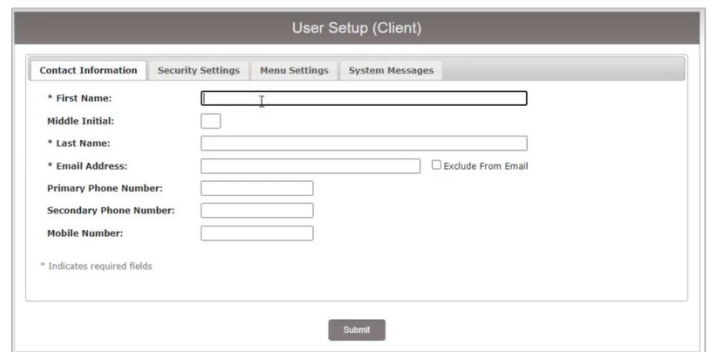 User Setup (Client)
Contact Information Security Settings Menu Settings System Messages
* First Name:
Middle Initial:
* Last Name:
* Email Address: Exclude From Email
Primary Phone Number:
Secondary Phone Number:
Mobile Number:
* Indicates required fields
Submit